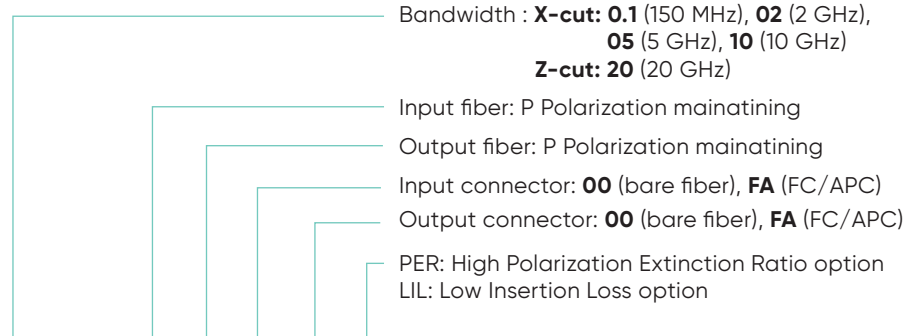 Bandwidth : X-cut: 0.1 (150 MHz), 02 (2 GHz),
05 (5 GHz), 10 (10 GHz)
Z-cut: 20 (20 GHz)
Input fiber: P Polarization mainatining
Output fiber: P Polarization mainatining
Input connector: 00 (bare fiber), FA (FC/APC)
Output connector: 00 (bare fiber), FA (FC/APC)
PER: High Polarization Extinction Ratio option
LIL: Low Insertion Loss option